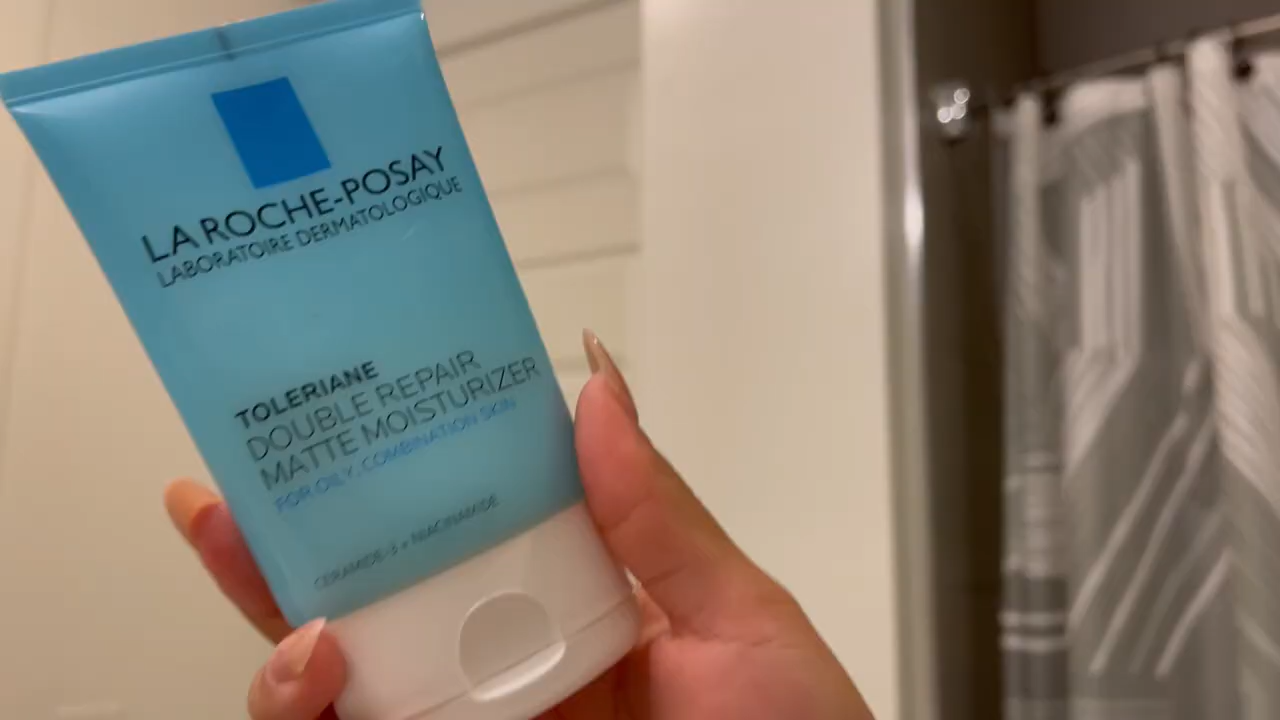 LA ROCHE-POSAY
LABORATOIRE DERMATOLOGIQUE
TOLERIANE
DOUBLE REPAIR
MATTE MOISTURIZER
FOR OILY, COMBINATION SKIN
CERAMIDE-3 + NIACINAMIDE